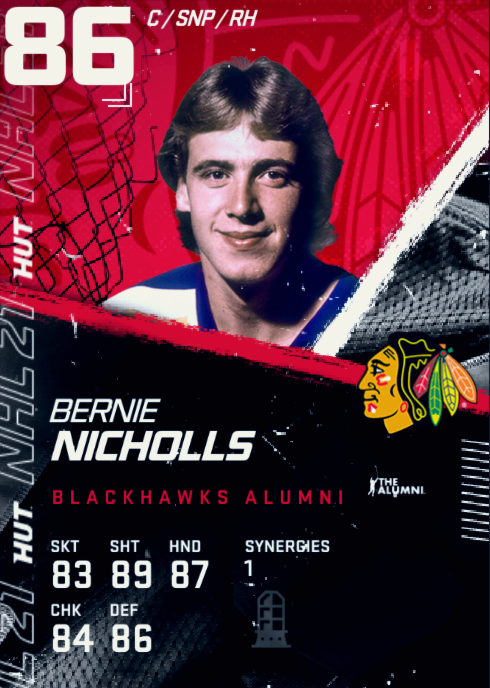 86
C / SNP / RH
NHL 21 HUT NHL 21 HUT NHL
BERNIE
NICHOLLS
BLACKHAWKS ALUMNI
THE
ALUMNI
SKT SHT HND SYNERGIES
83 89 87 1
CHK DEF
84 86